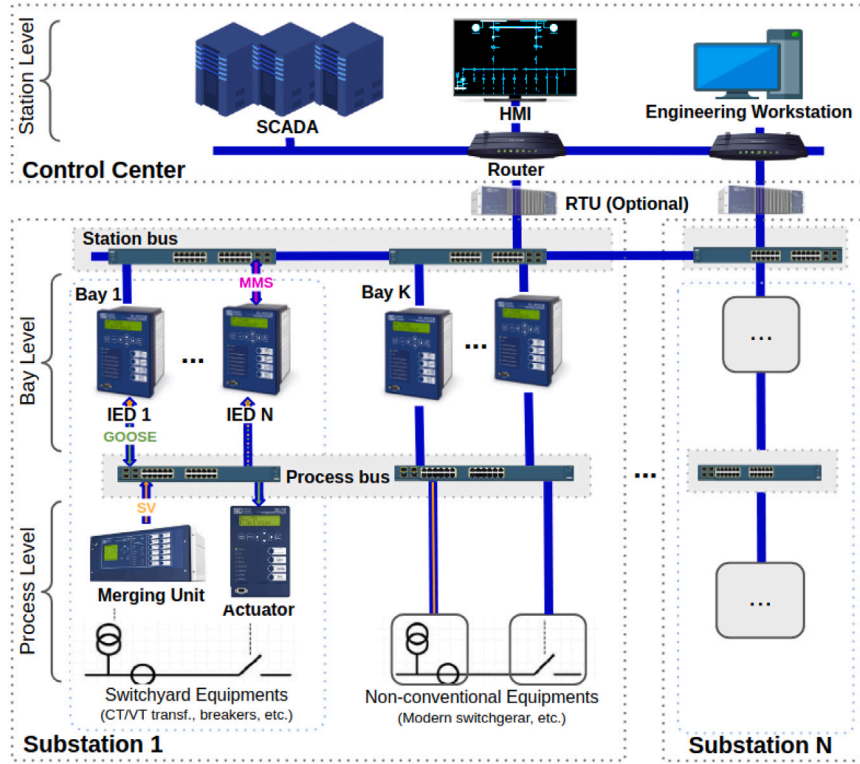 Station Level
SCADA
HMI
Engineering Workstation
Control Center
Router
RTU (Optional)
Station bus
MMS
Bay Level
Bay 1
Bay K
...
...
...
IED 1
IED N
GOOSE
Process bus
...
SV
Process Level
Merging Unit
Actuator
...
Switchyard Equipments
(CT/VT transf., breakers, etc.)
Non-conventional Equipments
(Modern switchgerar, etc.)
Substation 1
Substation N